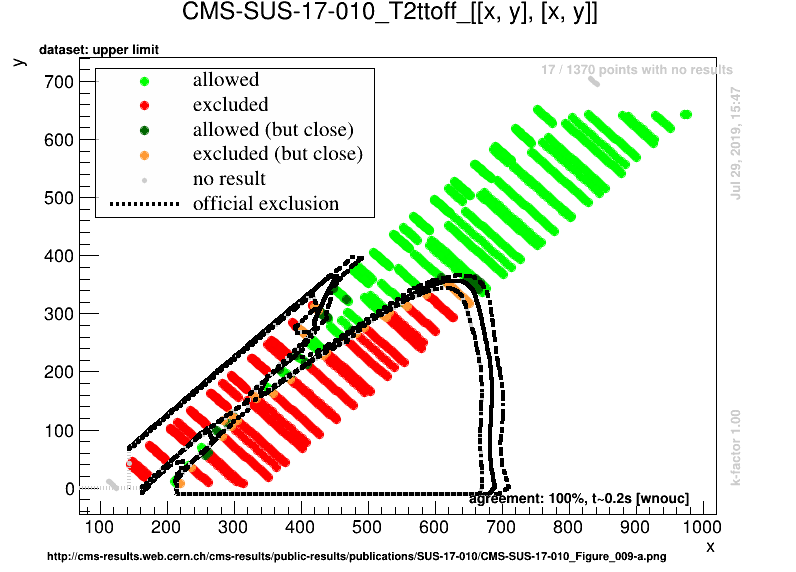 CMS-SUS-17-010_T2ttoff_[[x, y], [x, y]]
dataset: upper limit
y
17 / 1370 points with no results
allowed
excluded
allowed (but close)
excluded (but close)
no result
official exclusion
700
600
500
400
300
200
100
0
Jul 29, 2019, 15:47
k-factor 1.00
agreement: 100%, t~0.2s [wnouc]
100 200 300 400 500 600 700 800 900 1000
x
http://cms-results.web.cern.ch/cms-results/public-results/publications/SUS-17-010/CMS-SUS-17-010_Figure_009-a.png